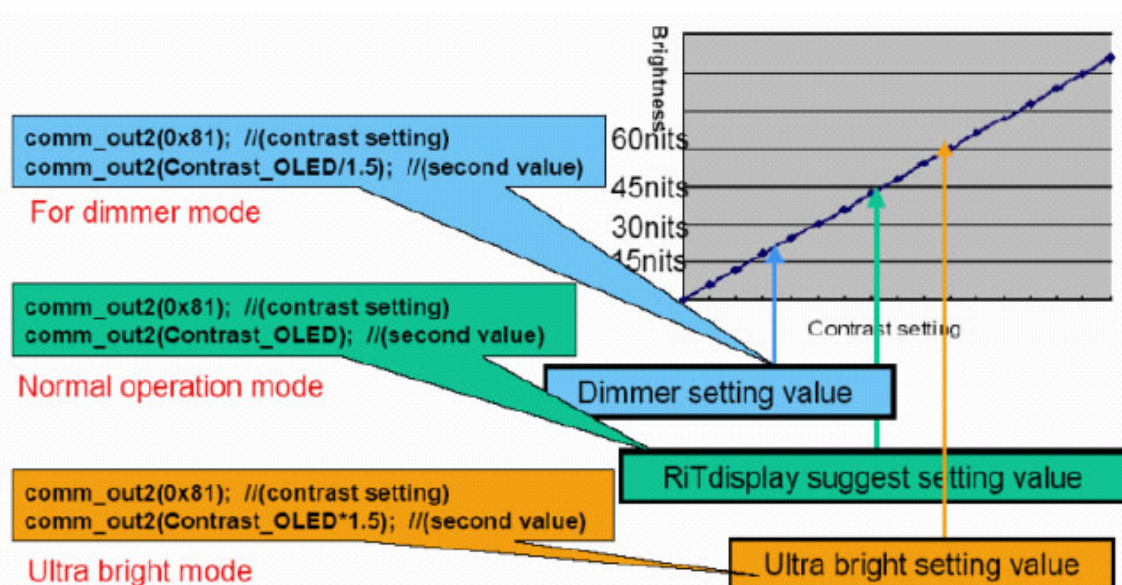 Brightness
60nits
45nits
30nits
15nits
Contrast setting
comm_out2(0x81); //(contrast setting)
comm_out2(Contrast_OLED/1.5); //(second value)
For dimmer mode
comm_out2(0x81); //(contrast setting)
comm_out2(Contrast_OLED); //(second value)
Normal operation mode
Dimmer setting value
RiTdisplay suggest setting value
comm_out2(0x81); //(contrast setting)
comm_out2(Contrast_OLED*1.5); //(second value)
Ultra bright mode
Ultra bright setting value